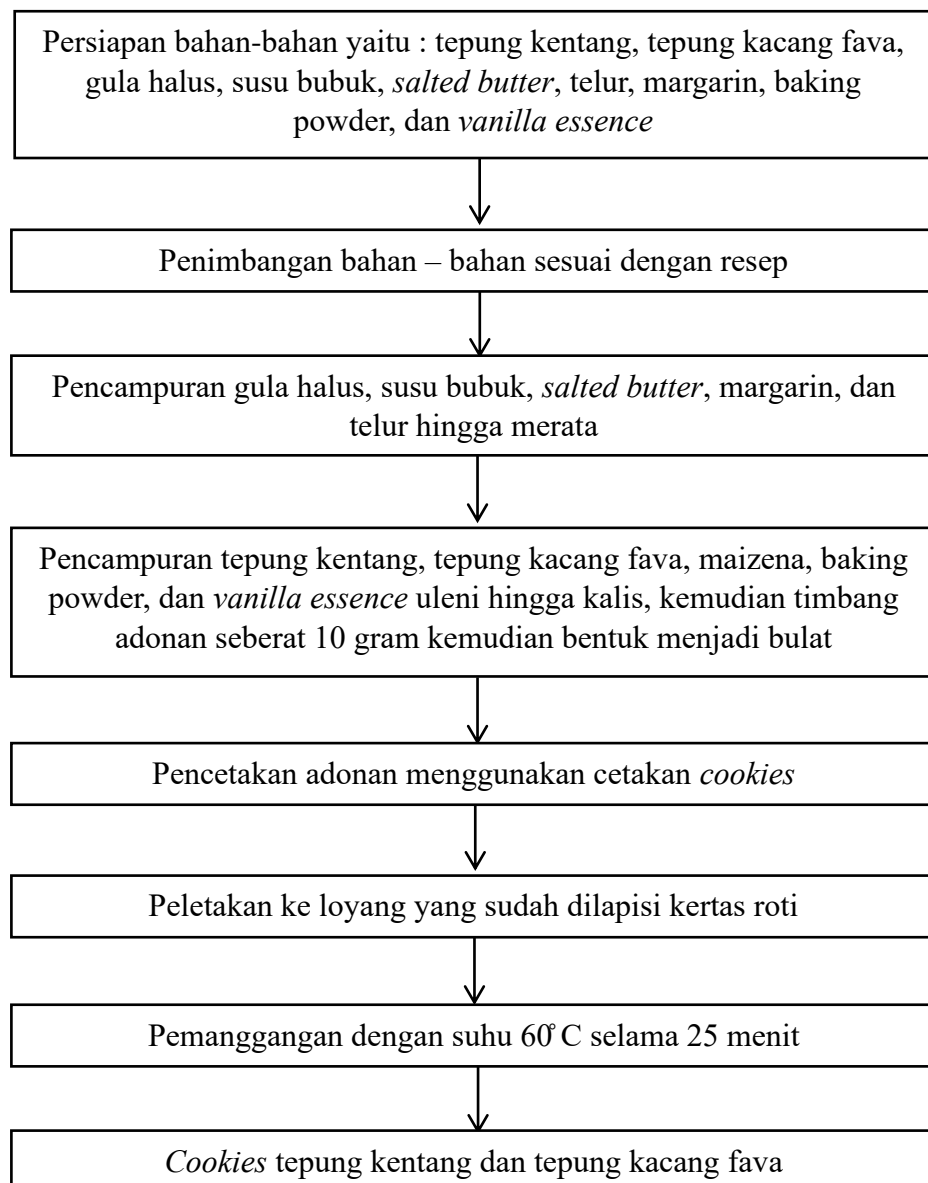 Persiapan bahan-bahan yaitu : tepung kentang, tepung kacang fava,
gula halus, susu bubuk, salted butter, telur, margarin, baking
powder, dan vanilla essence
Penimbangan bahan – bahan sesuai dengan resep
Pencampuran gula halus, susu bubuk, salted butter, margarin, dan
telur hingga merata
Pencampuran tepung kentang, tepung kacang fava, maizena, baking
powder, dan vanilla essence uleni hingga kalis, kemudian timbang
adonan seberat 10 gram kemudian bentuk menjadi bulat
Pencetakan adonan menggunakan cetakan cookies
Peletakan ke loyang yang sudah dilapisi kertas roti
Pemanggangan dengan suhu 60̊ C selama 25 menit
Cookies tepung kentang dan tepung kacang fava